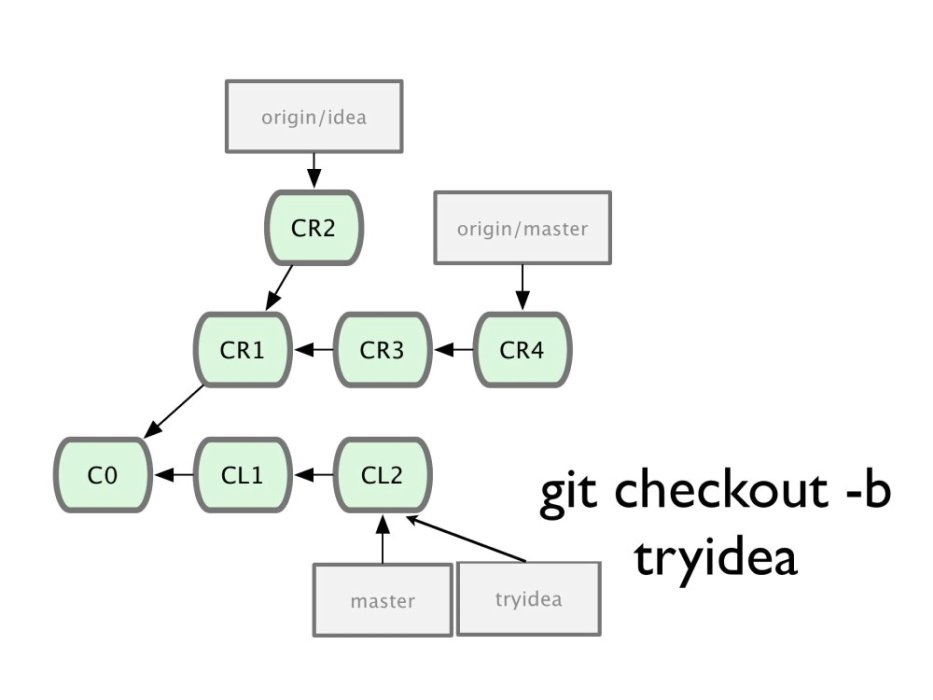 origin/idea
CR2
origin/master
CR1
CR3
CR4
C0
CL1
CL2
git checkout -b
tryidea
master
tryidea